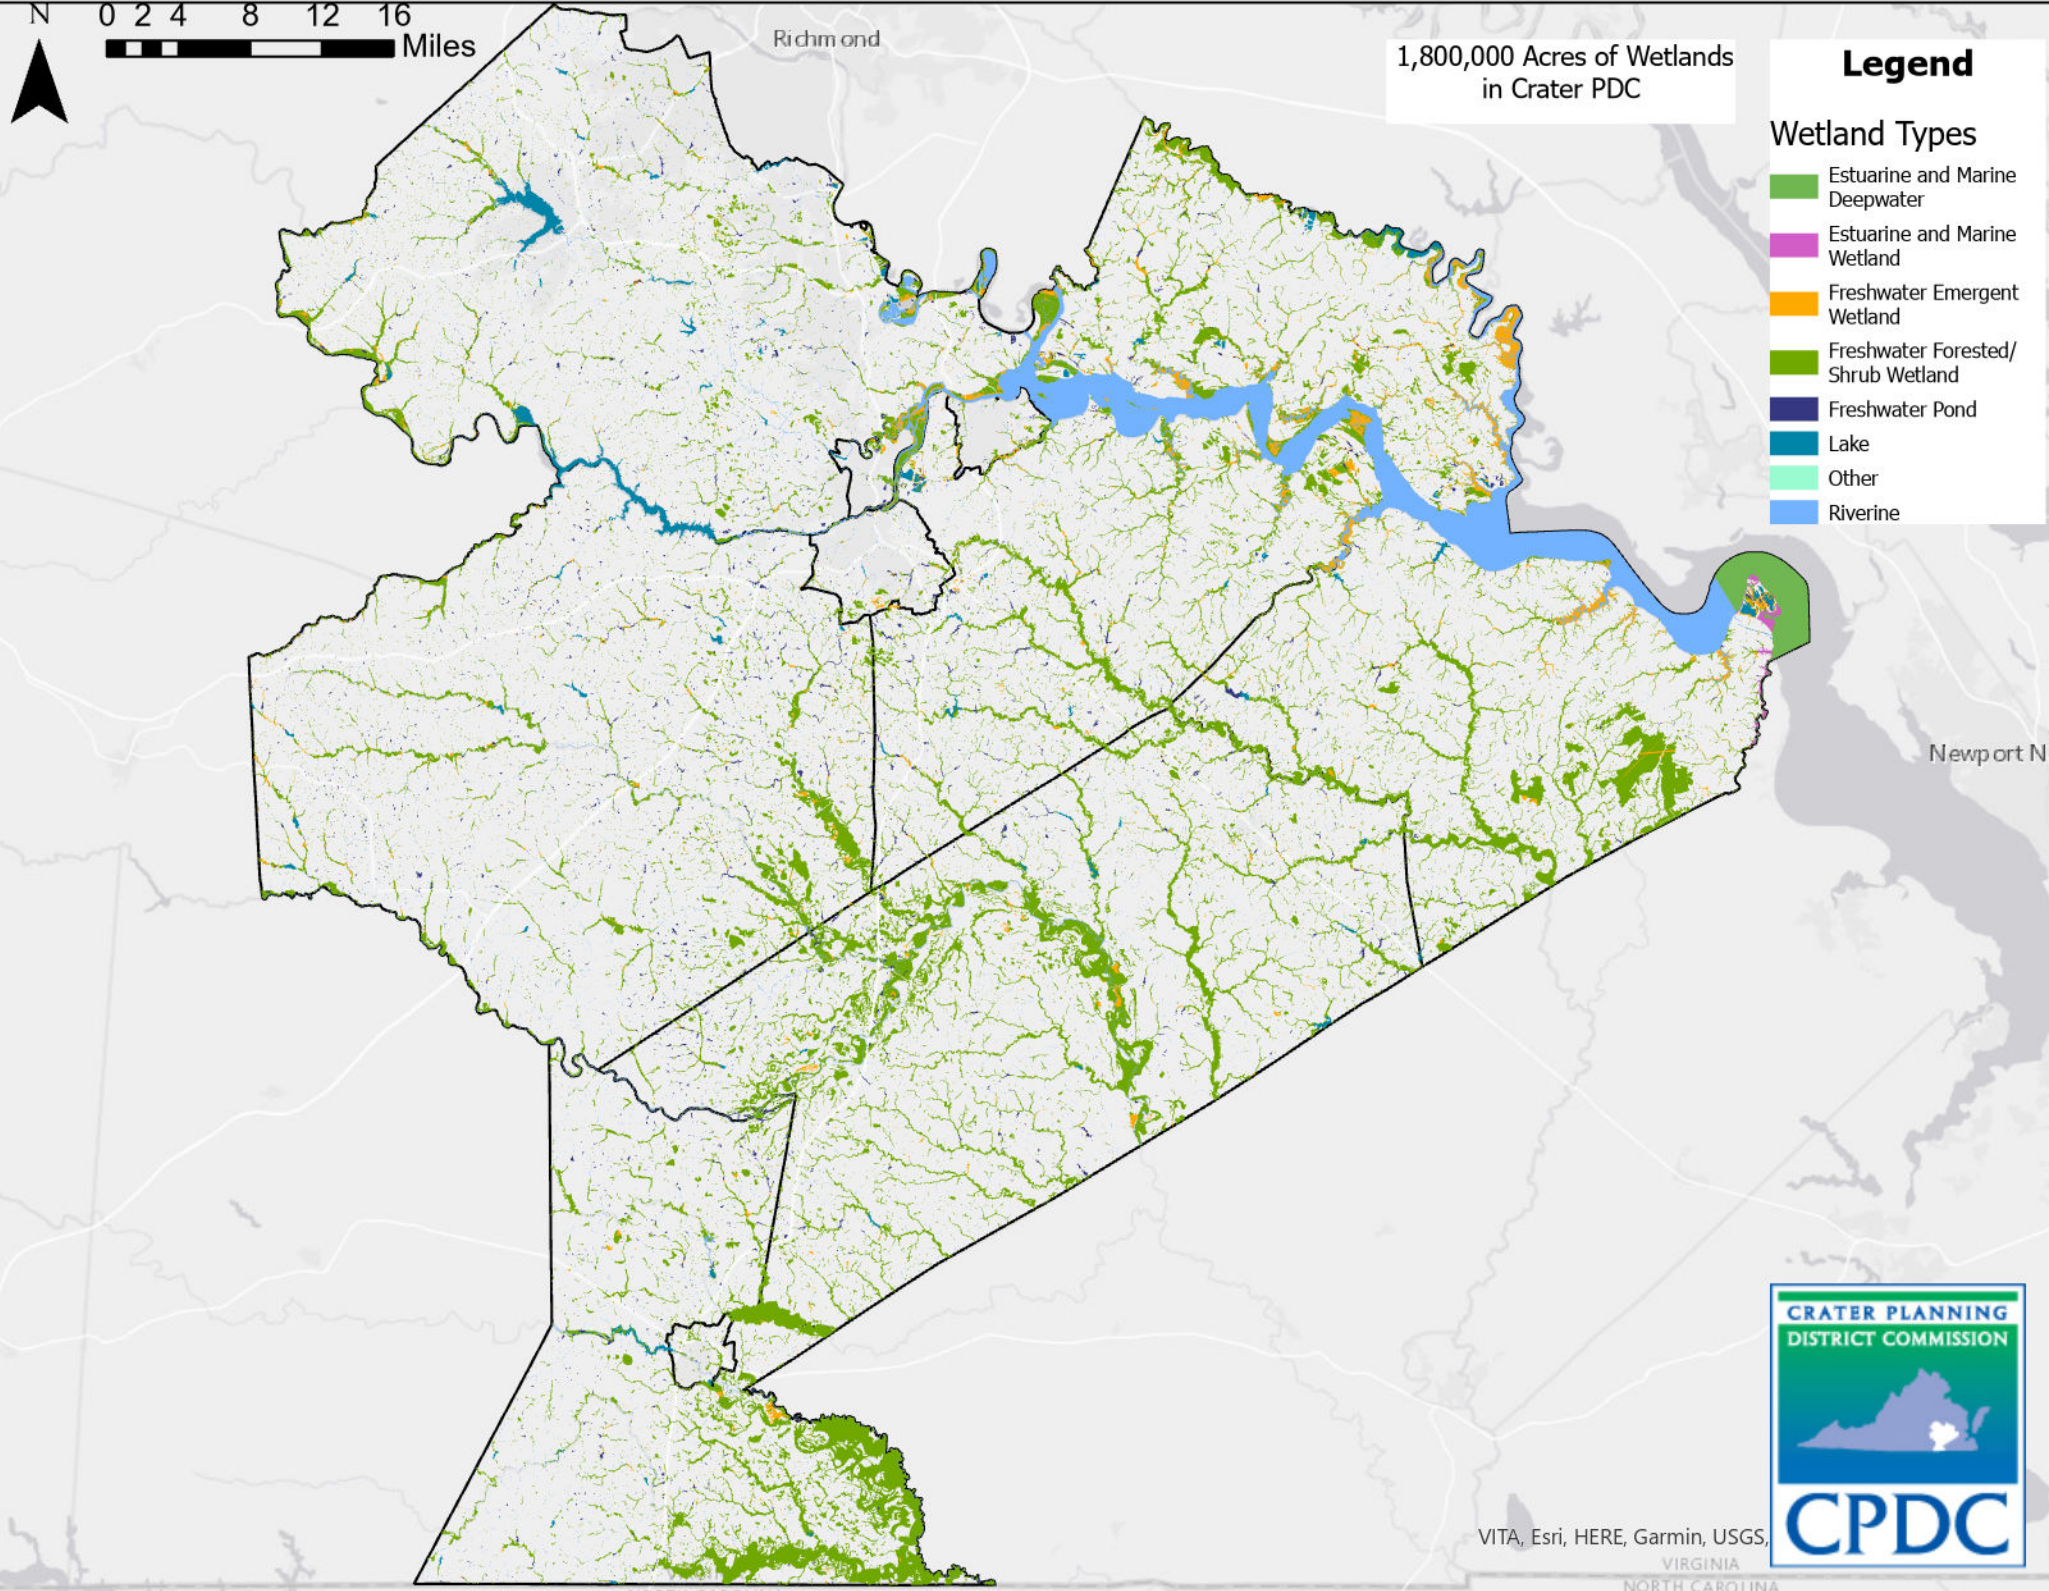 N
0 2 4 8 12 16
Miles
Richmond
1,800,000 Acres of Wetlands
in Crater PDC
Legend
Wetland Types
Estuarine and Marine
Deepwater
Estuarine and Marine
Wetland
Freshwater Emergent
Wetland
Freshwater Forested/
Shrub Wetland
Freshwater Pond
Lake
Other
Riverine
Newport N
CRATER PLANNING
DISTRICT COMMISSION
CPDC
VITA, Esri, HERE, Garmin, USGS,
VIRGINIA
NORTH CAROLINA